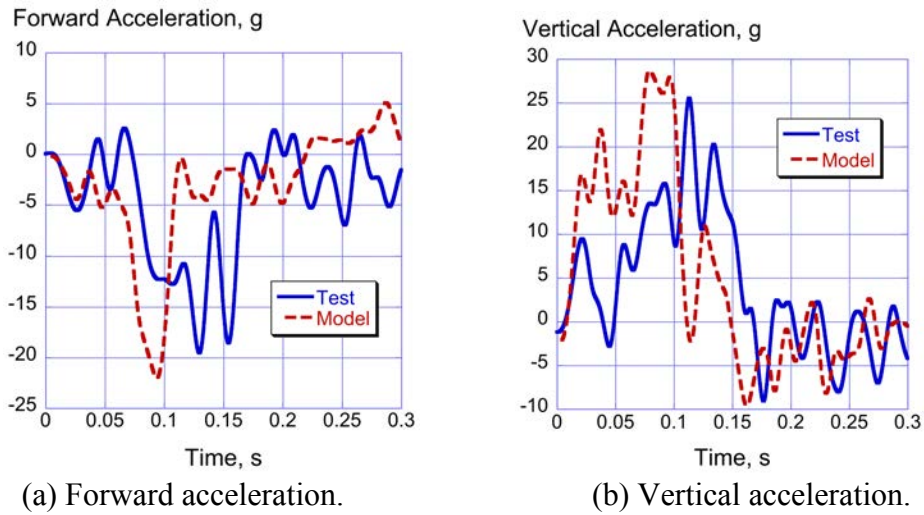 Forward Acceleration, g
10
5
0
-5
-10
-15
-20
-25
Test
Model
0 0.05 0.1 0.15 0.2 0.25 0.3
Time, s
(a) Forward acceleration.
Vertical Acceleration, g
30
25
20
15
10
5
0
-5
-10
Test
Model
0 0.05 0.1 0.15 0.2 0.25 0.3
Time, s
(b) Vertical acceleration.